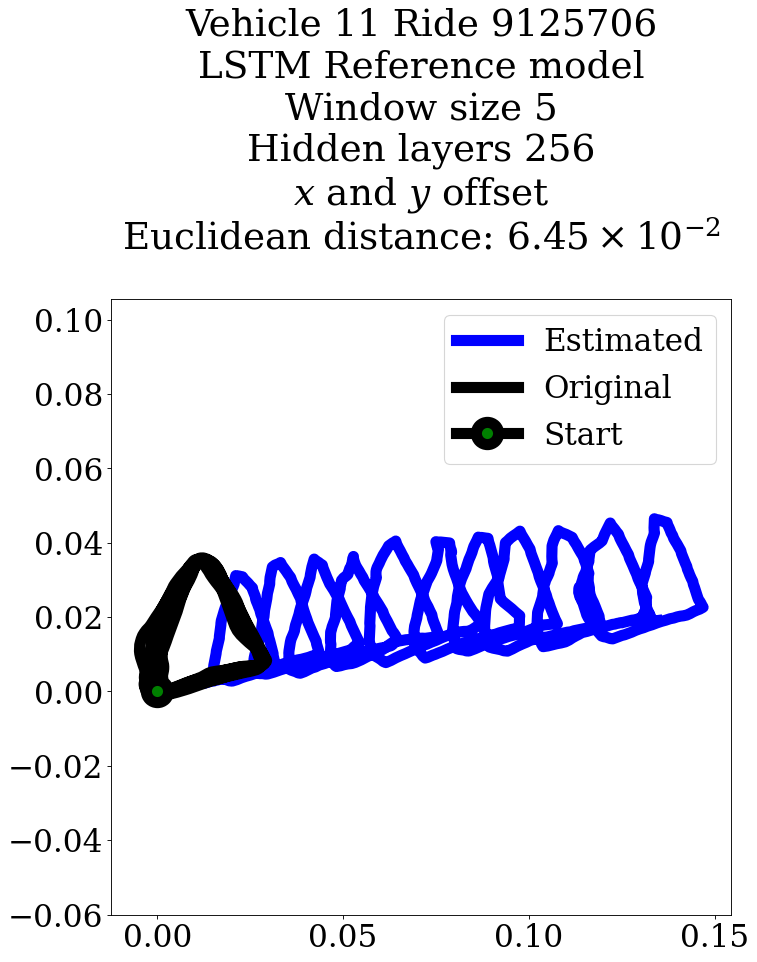 Vehicle 11 Ride 9125706
LSTM Reference model
Window size 5
Hidden layers 256
x and y offset
Euclidean distance: 6.45 × 10⁻²
Estimated
Original
Start
0.10
0.08
0.06
0.04
0.02
0.00
−0.02
−0.04
−0.06
0.00 0.05 0.10 0.15